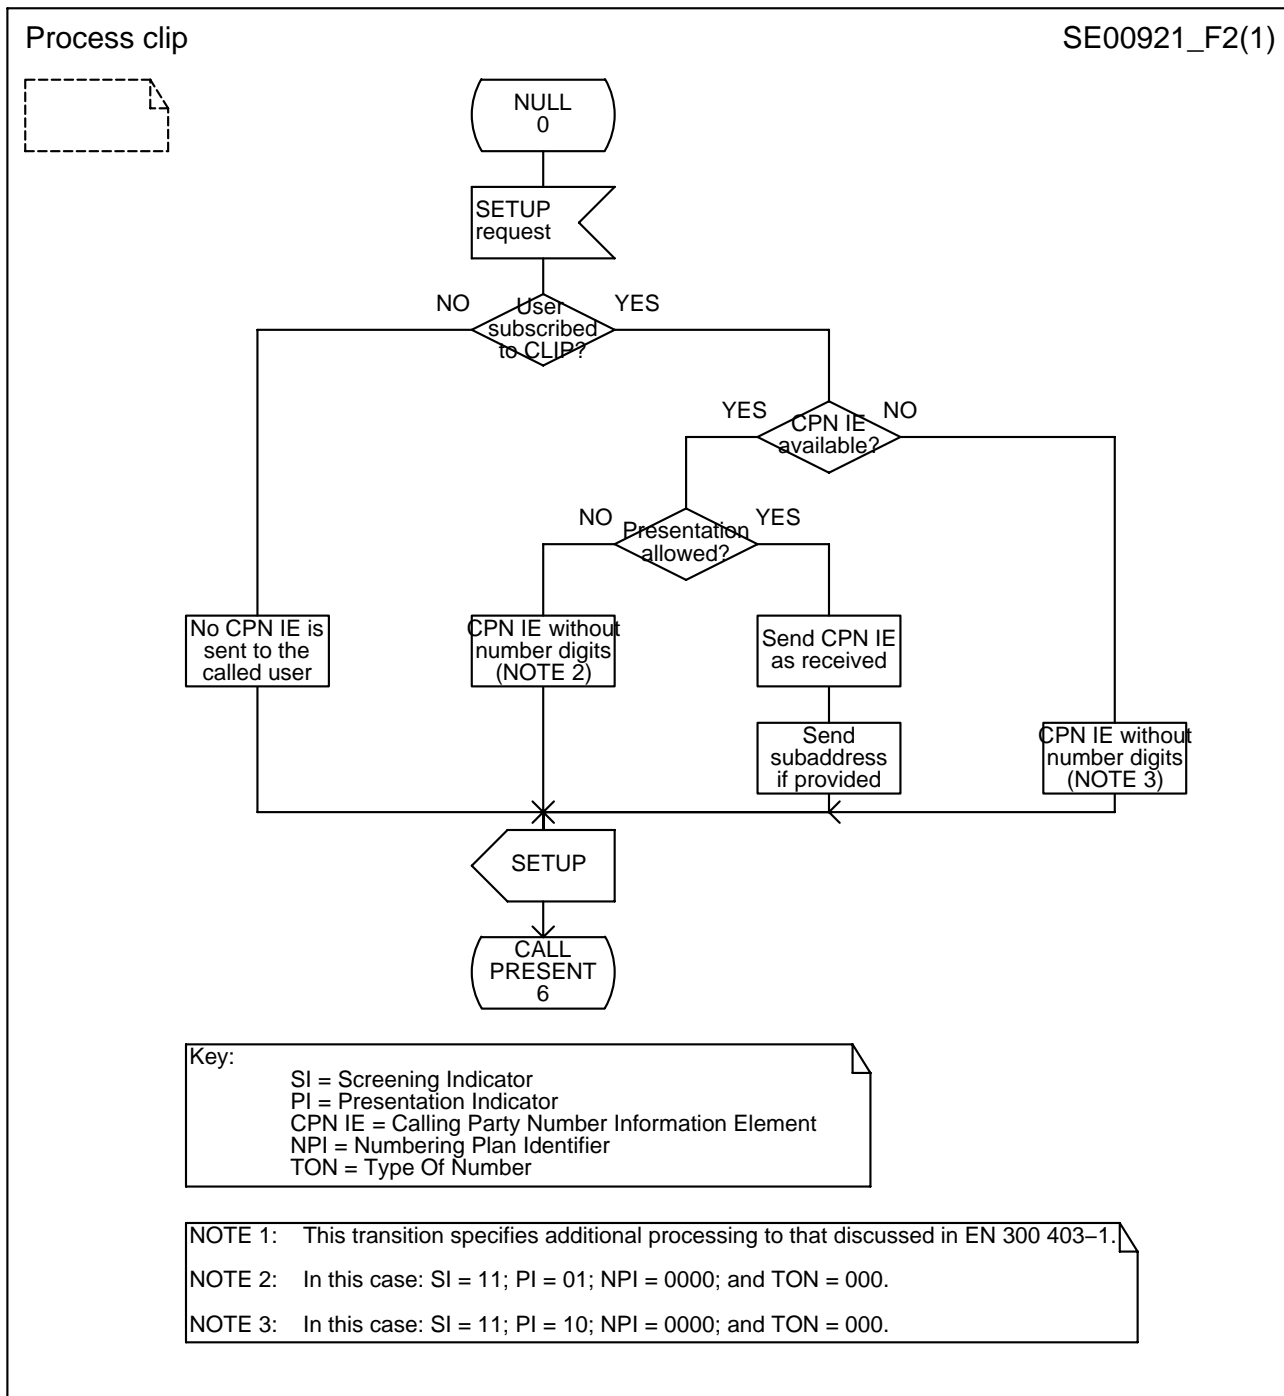 Process clip
SE00921_F2(1)
NULL
0
SETUP
request
NO
YES
User
subscribed
to CLIP?
YES
NO
CPN IE
available?
NO
YES
Presentation
allowed?
No CPN IE is
sent to the
called user
CPN IE without
number digits
(NOTE 2)
Send CPN IE
as received
Send
subaddress
if provided
CPN IE without
number digits
(NOTE 3)
SETUP
CALL
PRESENT
6
Key:
SI = Screening Indicator
PI = Presentation Indicator
CPN IE = Calling Party Number Information Element
NPI = Numbering Plan Identifier
TON = Type Of Number
NOTE 1: This transition specifies additional processing to that discussed in EN 300 403−1.
NOTE 2: In this case: SI = 11; PI = 01; NPI = 0000; and TON = 000.
NOTE 3: In this case: SI = 11; PI = 10; NPI = 0000; and TON = 000.